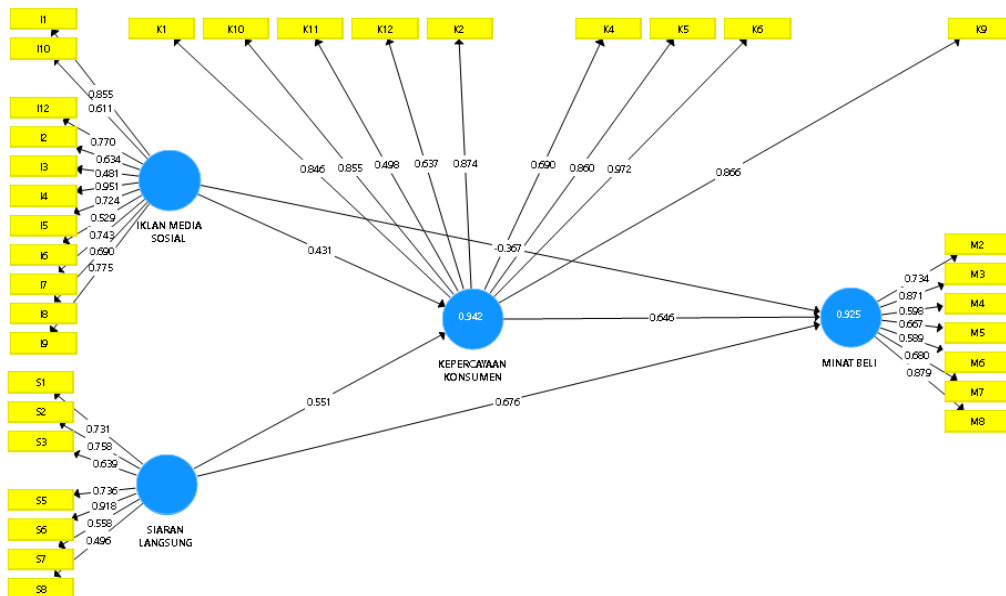 I1
I10
I12
I2
I3
I4
I5
I6
I7
I8
I9
0.855
0.611
0.770
0.634
0.481
0.951
0.724
0.529
0.743
0.690
0.775
IKLAN MEDIA
SOSIAL
K1
K10
K11
K12
K2
K4
K5
K6
K9
0.846
0.855
0.498
0.637
0.874
0.690
0.860
0.972
0.866
-0.367
0.431
0.942
KEPERCAYAAN
KONSUMEN
0.646
0.551
0.676
0.925
MINAT BELI
0.734
0.871
0.598
0.667
0.589
0.680
0.879
M2
M3
M4
M5
M6
M7
M8
S1
S2
S3
S5
S6
S7
S8
0.731
0.758
0.639
0.736
0.918
0.558
0.496
SIARAN
LANGSUNG